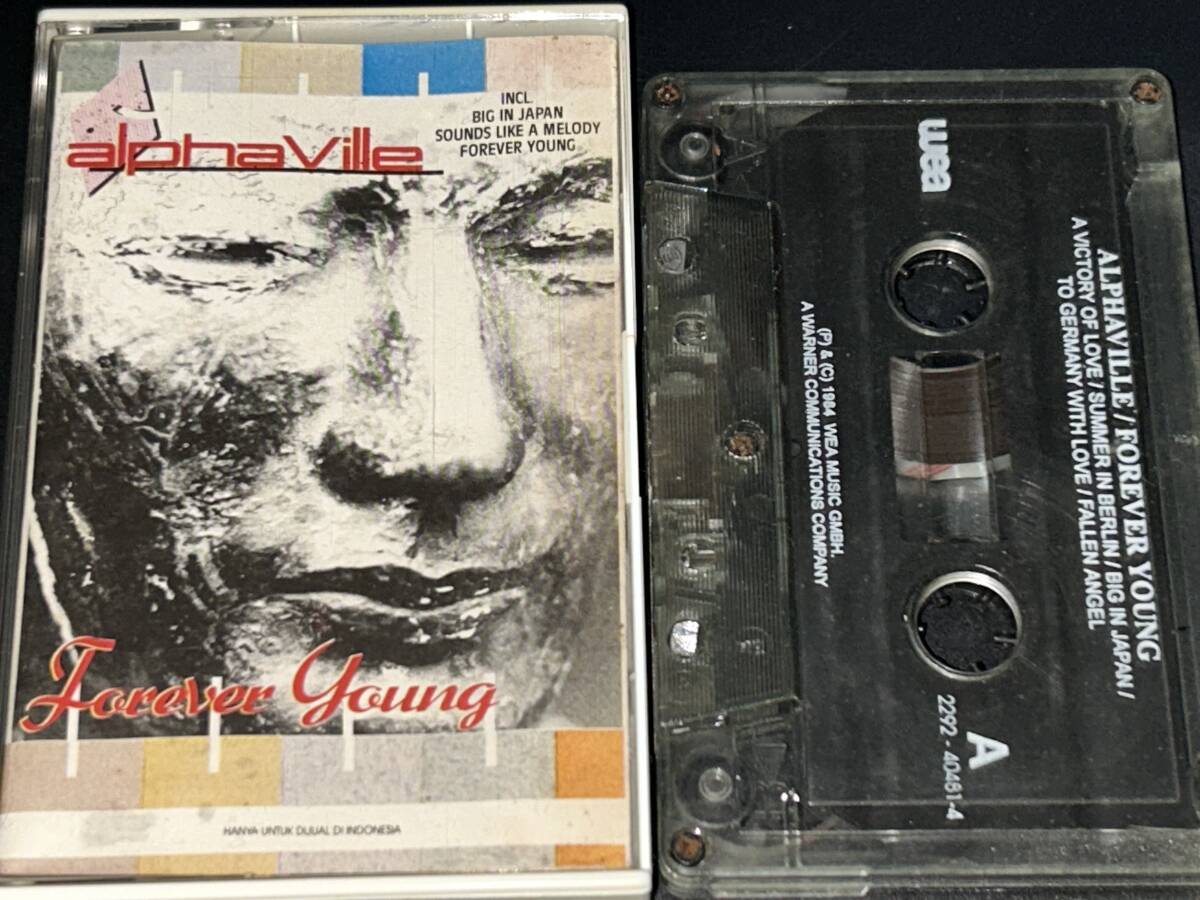 alphaVille
INCL.
BIG IN JAPAN
SOUNDS LIKE A MELODY
FOREVER YOUNG
Forever Young
HANYA UNTUK DIJUAL DI INDONESIA
wea
ALPHAVILLE / FOREVER YOUNG
A VICTORY OF LOVE / SUMMER IN BERLIN / BIG IN JAPAN /
TO GERMANY WITH LOVE / FALLEN ANGEL
A
2292 - 40481-4
(P) & (C) 1984 WEA MUSIC GMBH.
A WARNER COMMUNICATIONS COMPANY